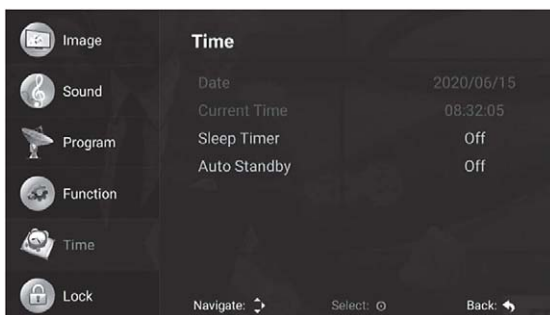 Image
Sound
Program
Function
Time
Lock
Time
Date 2020/06/15
Current Time 08:32:05
Sleep Timer Off
Auto Standby Off
Navigate: Select: Back: